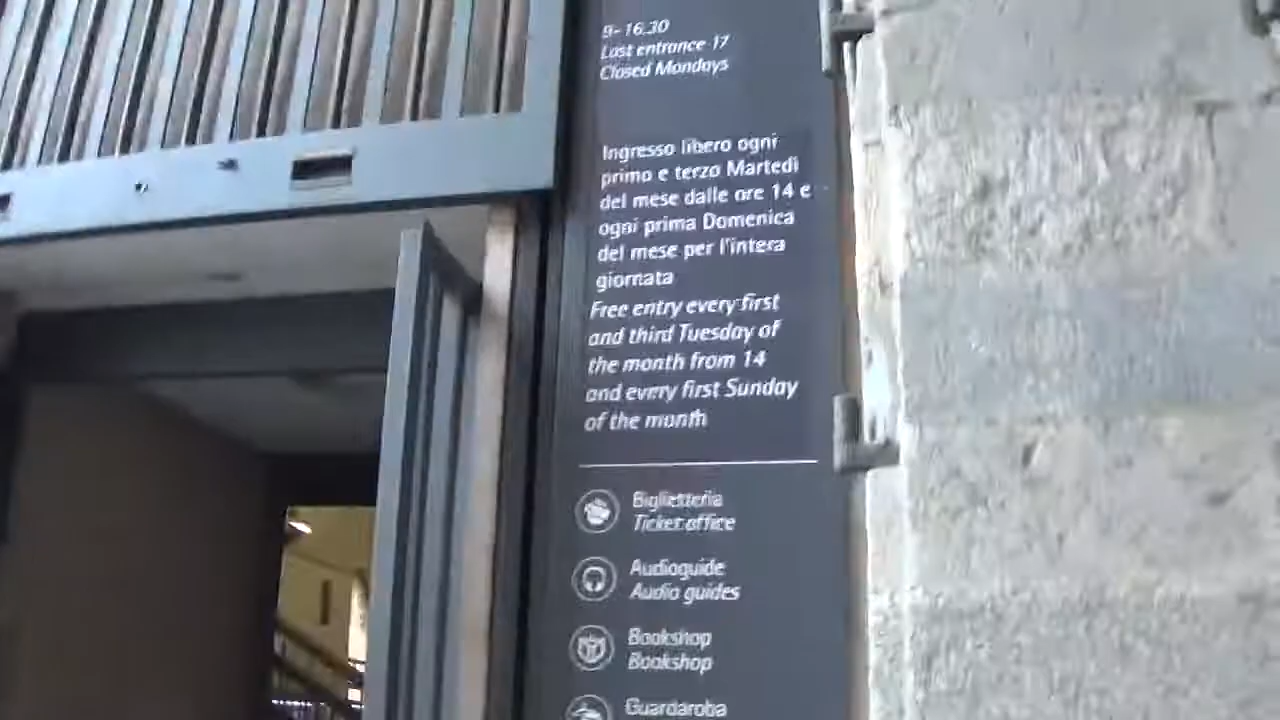 9-16.30
Last entrance 17
Closed Mondays
Ingresso libero ogni
primo e terzo Martedì
del mese dalle ore 14 e
ogni prima Domenica
del mese per l'intera
giornata
Free entry every first
and third Tuesday of
the month from 14
and every first Sunday
of the month
Biglietteria
Ticket office
Audioguide
Audio guides
Bookshop
Bookshop
Guardaroba